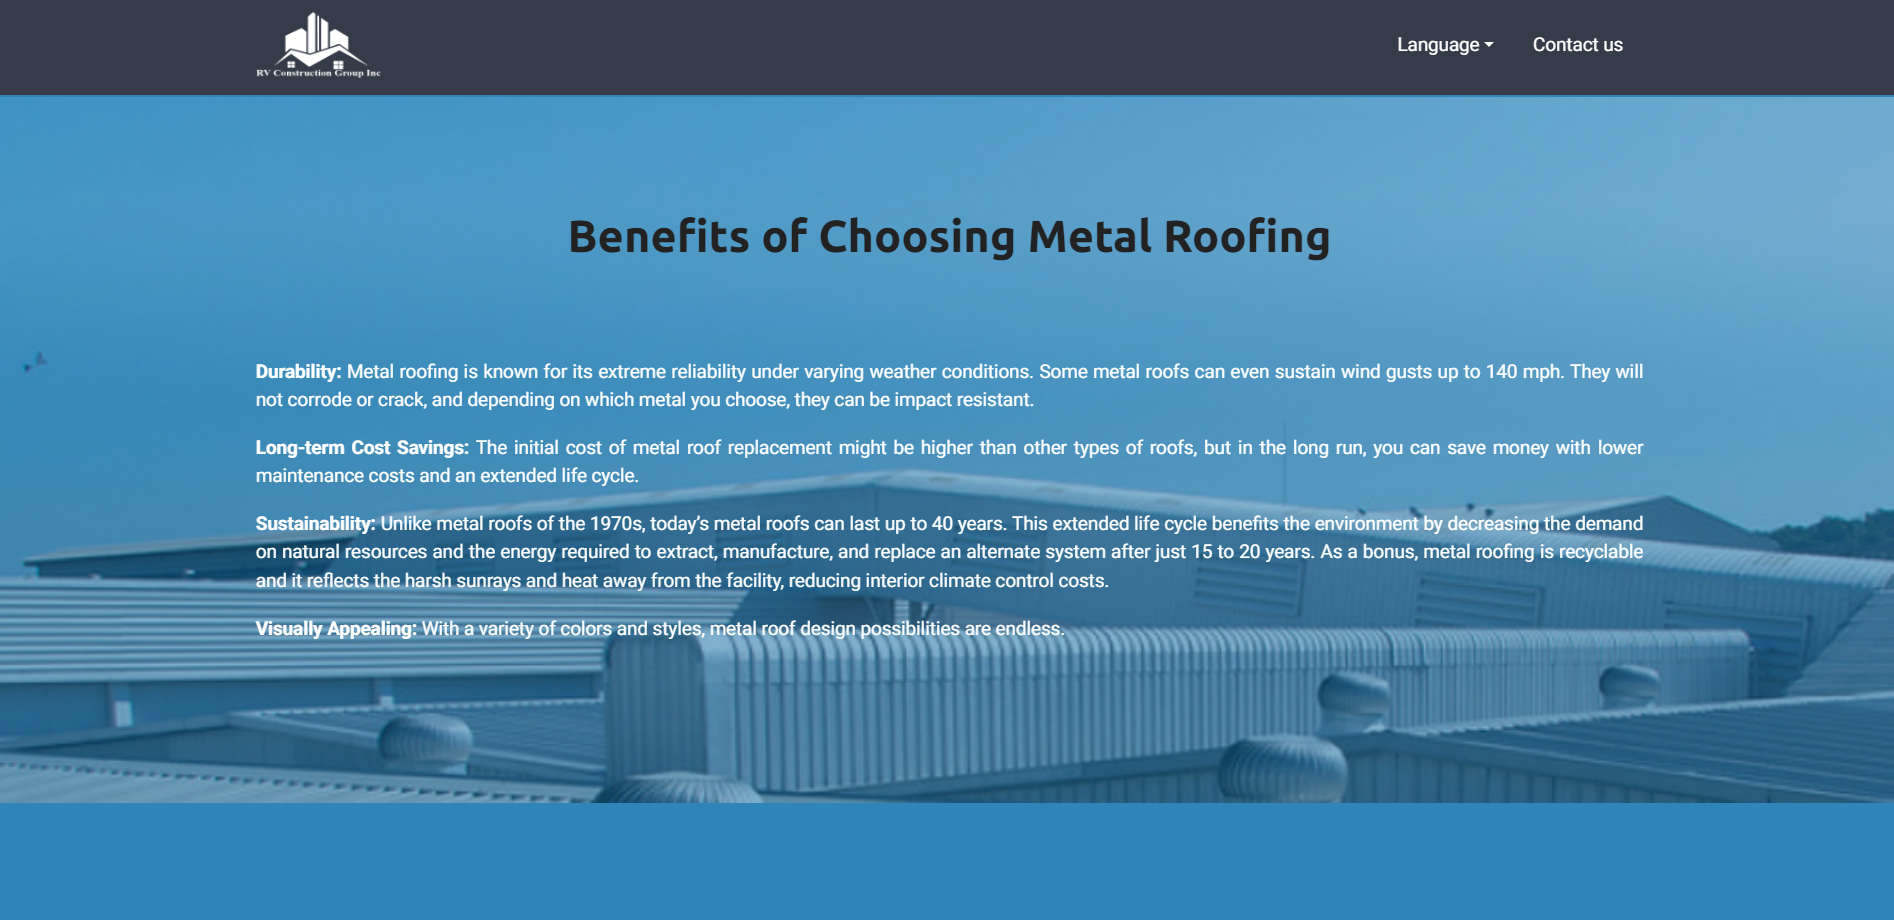 RV Construction Group Inc
Language
Contact us
Benefits of Choosing Metal Roofing
Durability: Metal roofing is known for its extreme reliability under varying weather conditions. Some metal roofs can even sustain wind gusts up to 140 mph. They will
not corrode or crack, and depending on which metal you choose, they can be impact resistant.
Long-term Cost Savings: The initial cost of metal roof replacement might be higher than other types of roofs, but in the long run, you can save money with lower
maintenance costs and an extended life cycle.
Sustainability: Unlike metal roofs of the 1970s, today’s metal roofs can last up to 40 years. This extended life cycle benefits the environment by decreasing the demand
on natural resources and the energy required to extract, manufacture, and replace an alternate system after just 15 to 20 years. As a bonus, metal roofing is recyclable
and it reflects the harsh sunrays and heat away from the facility, reducing interior climate control costs.
Visually Appealing: With a variety of colors and styles, metal roof design possibilities are endless.